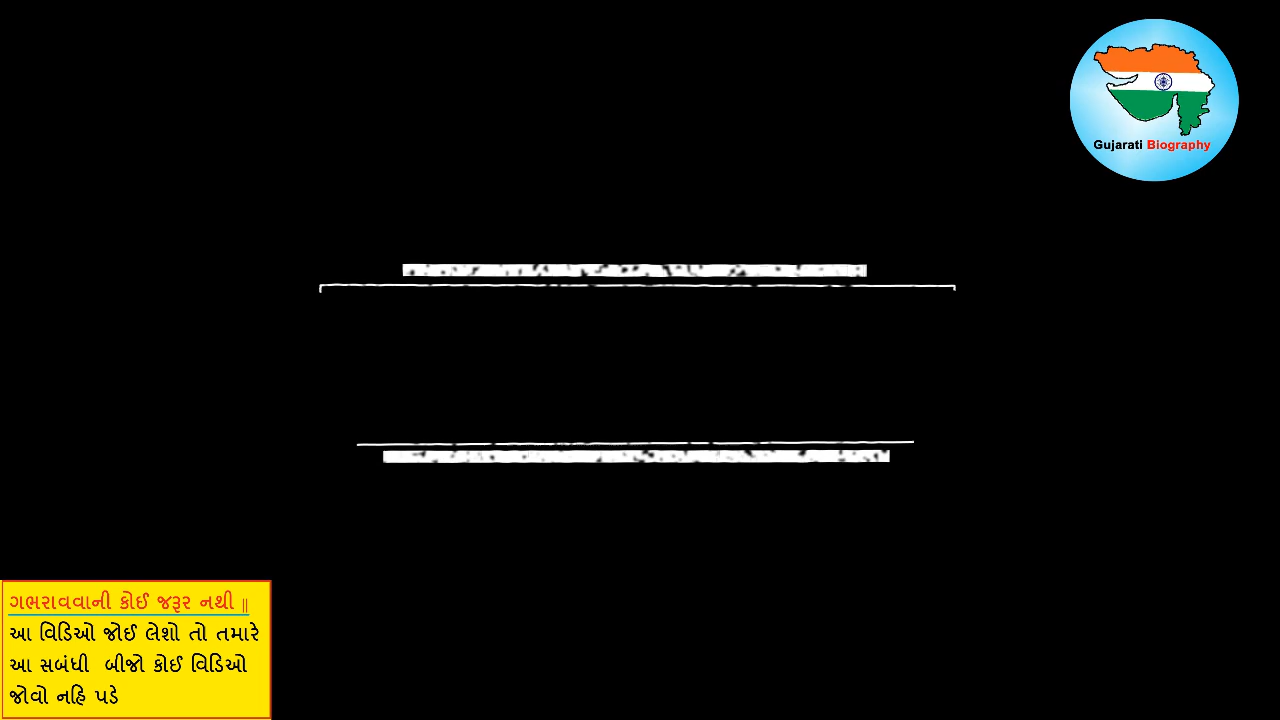 Gujarati Biography
ગભરાવવાની કોઈ જરૂર નથી ॥
આ વિડિઓ જોઈ લેશો તો તમારે
આ સબંધી બીજો કોઈ વિડિઓ
જોવો નહિ પડે